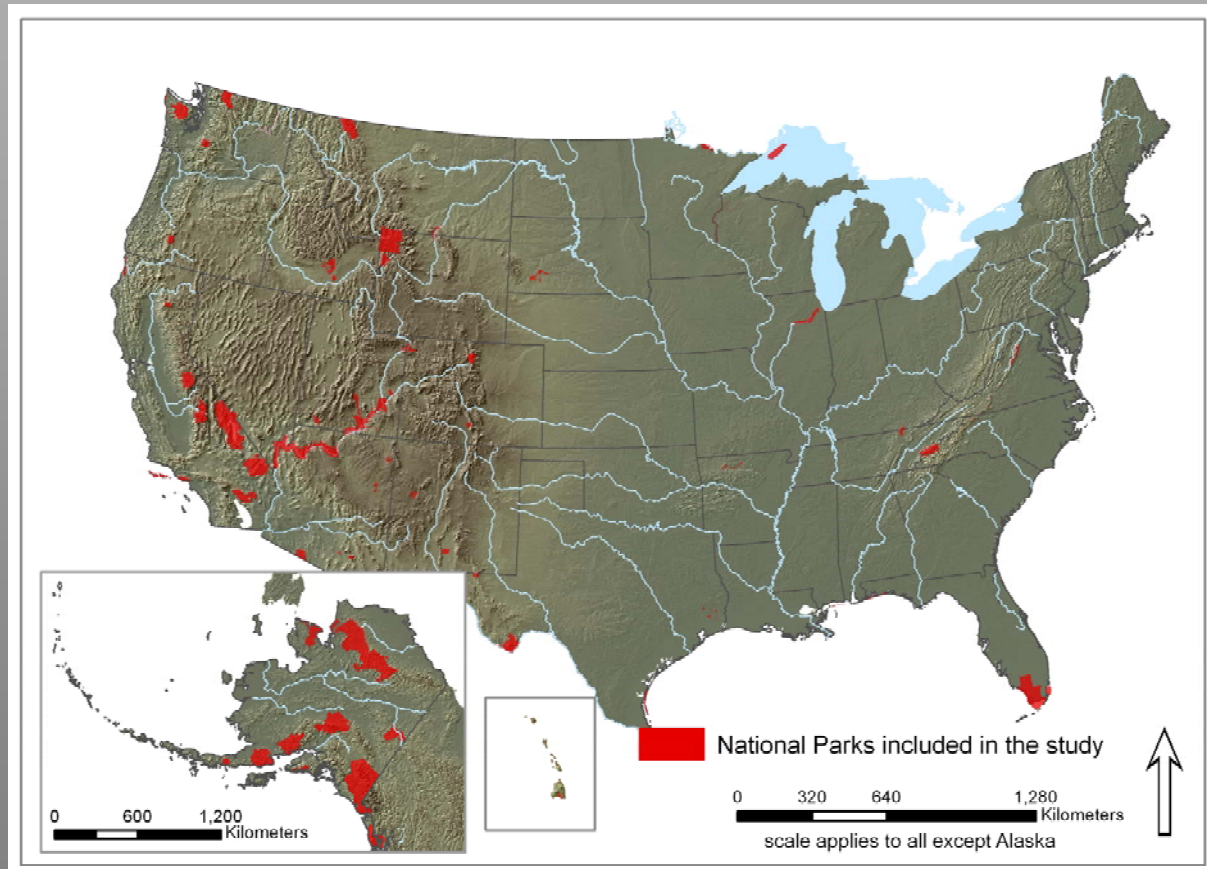 National Parks included in the study
0 320 640 1,280
Kilometers
scale applies to all except Alaska
0 600 1,200
Kilometers